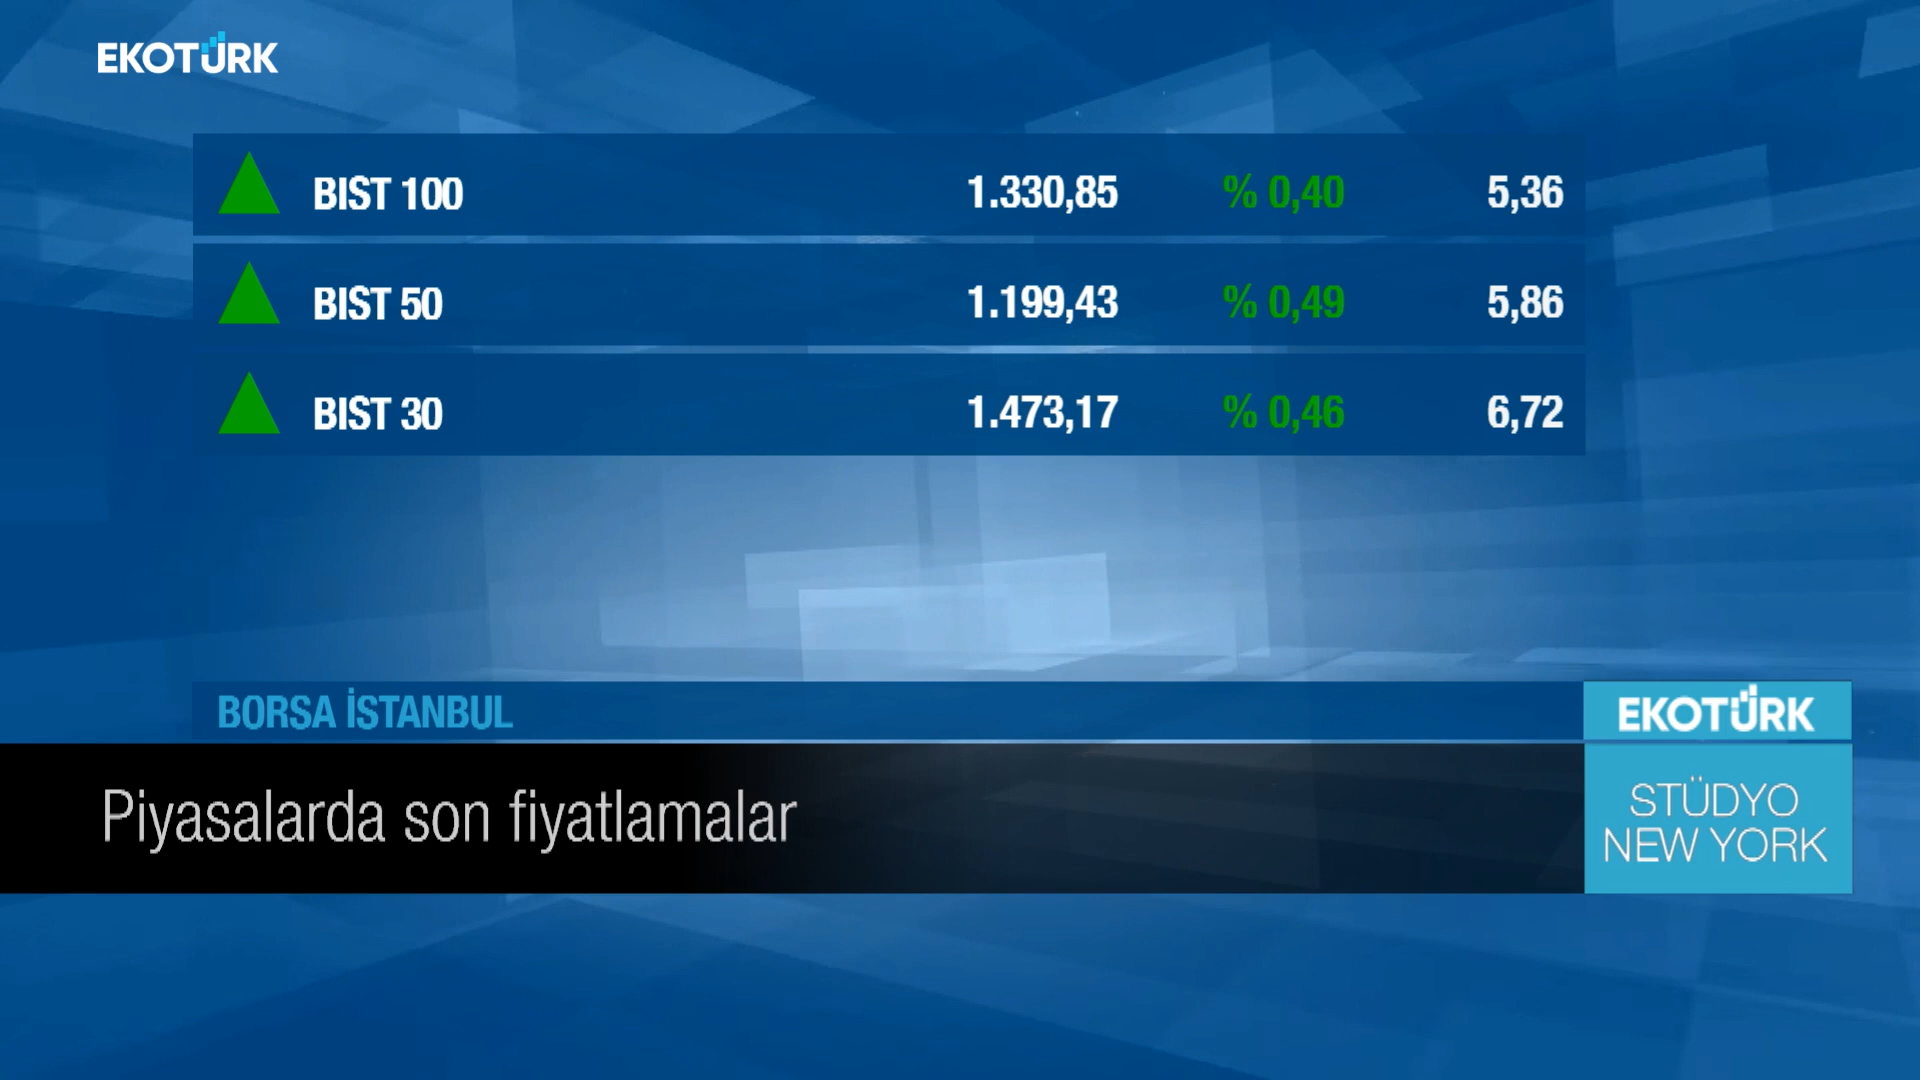 EKOTÜRK
BIST 100 1.330,85 % 0,40 5,36
BIST 50 1.199,43 % 0,49 5,86
BIST 30 1.473,17 % 0,46 6,72
BORSA İSTANBUL
EKOTÜRK
Piyasalarda son fiyatlamalar
STÜDYO
NEW YORK